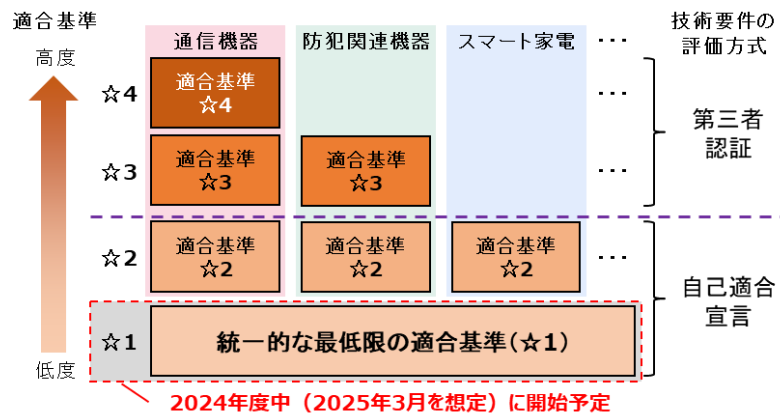 適合基準
通信機器
防犯関連機器
スマート家電
･･･
技術要件の
評価方式
高度
☆4
適合基準
☆4
･･･
第三者
認証
☆3
適合基準
☆3
適合基準
☆3
･･･
☆2
適合基準
☆2
適合基準
☆2
適合基準
☆2
･･･
自己適合
宣言
☆1
統一的な最低限の適合基準(☆1)
低度
2024年度中（2025年3月を想定）に開始予定